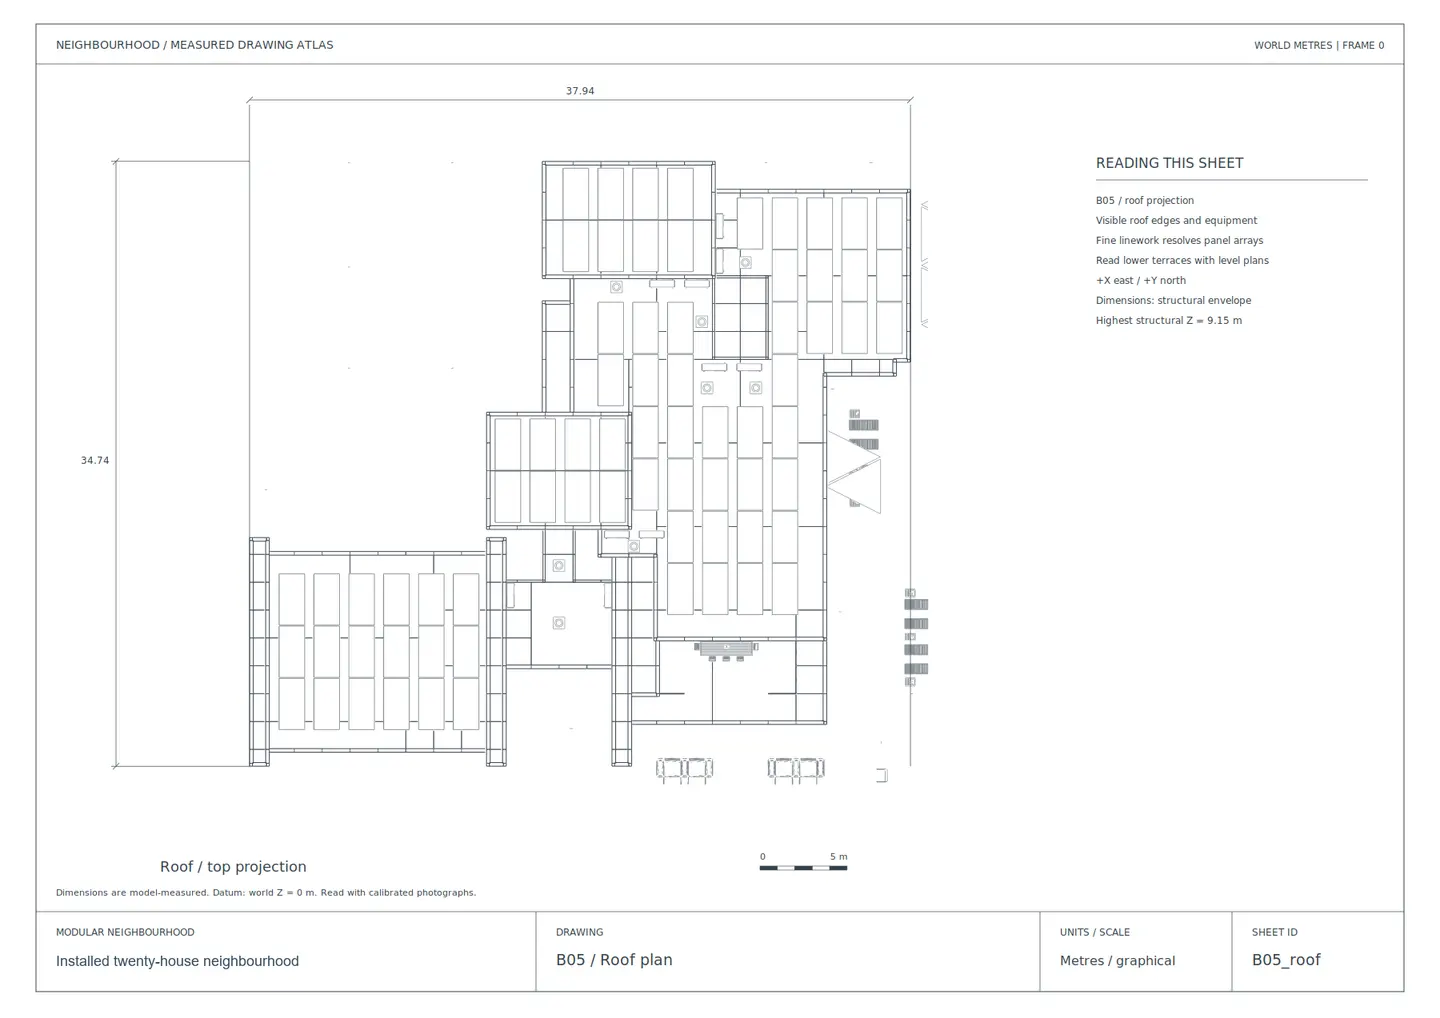 NEIGHBOURHOOD / MEASURED DRAWING ATLAS
WORLD METRES | FRAME 0
37.94
34.74
READING THIS SHEET
B05 / roof projection
Visible roof edges and equipment
Fine linework resolves panel arrays
Read lower terraces with level plans
+X east / +Y north
Dimensions: structural envelope
Highest structural Z = 9.15 m
0 5 m
Roof / top projection
Dimensions are model-measured. Datum: world Z = 0 m. Read with calibrated photographs.
MODULAR NEIGHBOURHOOD
Installed twenty-house neighbourhood
DRAWING
B05 / Roof plan
UNITS / SCALE
Metres / graphical
SHEET ID
B05_roof